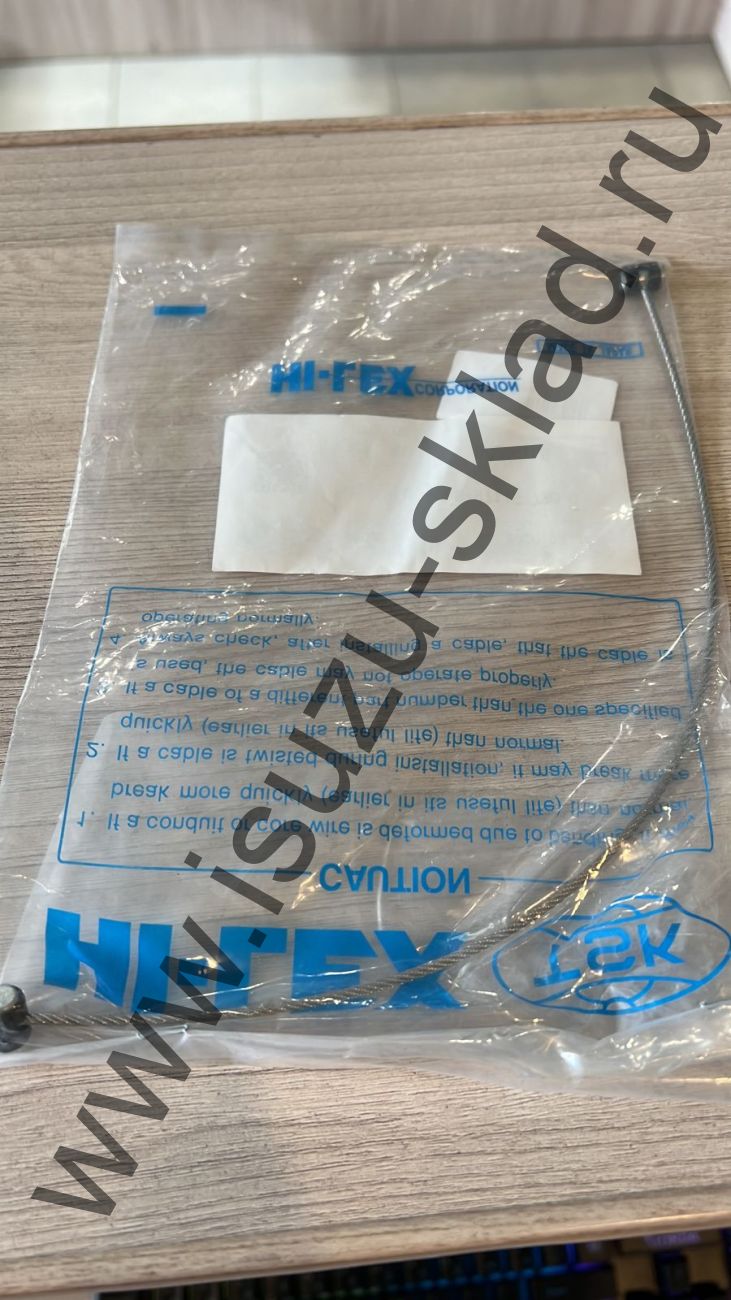 HI-LEX
TSK
CAUTION
1. If a conduit or core wire is deformed due to bending, it may
break more quickly (earlier in its useful life) than normal.
2. If a cable is twisted during installation, it may break more
quickly (earlier in its useful life) than normal.
3. If a cable of a different part number than the one specified
is used, the cable may not operate properly.
4. Always check, after installing a cable, that the cable is
operating normally.
HI-LEX CORPORATION
www.isuzu-sklad.ru